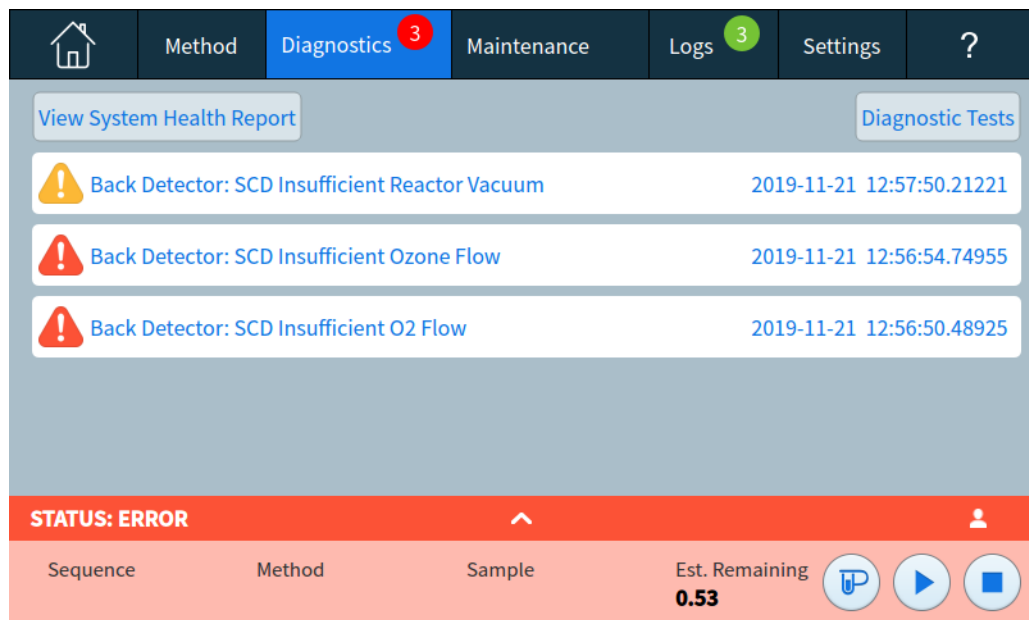 Method Diagnostics 3 Maintenance Logs 3 Settings ?
View System Health Report Diagnostic Tests
Back Detector: SCD Insufficient Reactor Vacuum 2019-11-21 12:57:50.21221
Back Detector: SCD Insufficient Ozone Flow 2019-11-21 12:56:54.74955
Back Detector: SCD Insufficient O2 Flow 2019-11-21 12:56:50.48925
STATUS: ERROR
Sequence Method Sample Est. Remaining
0.53